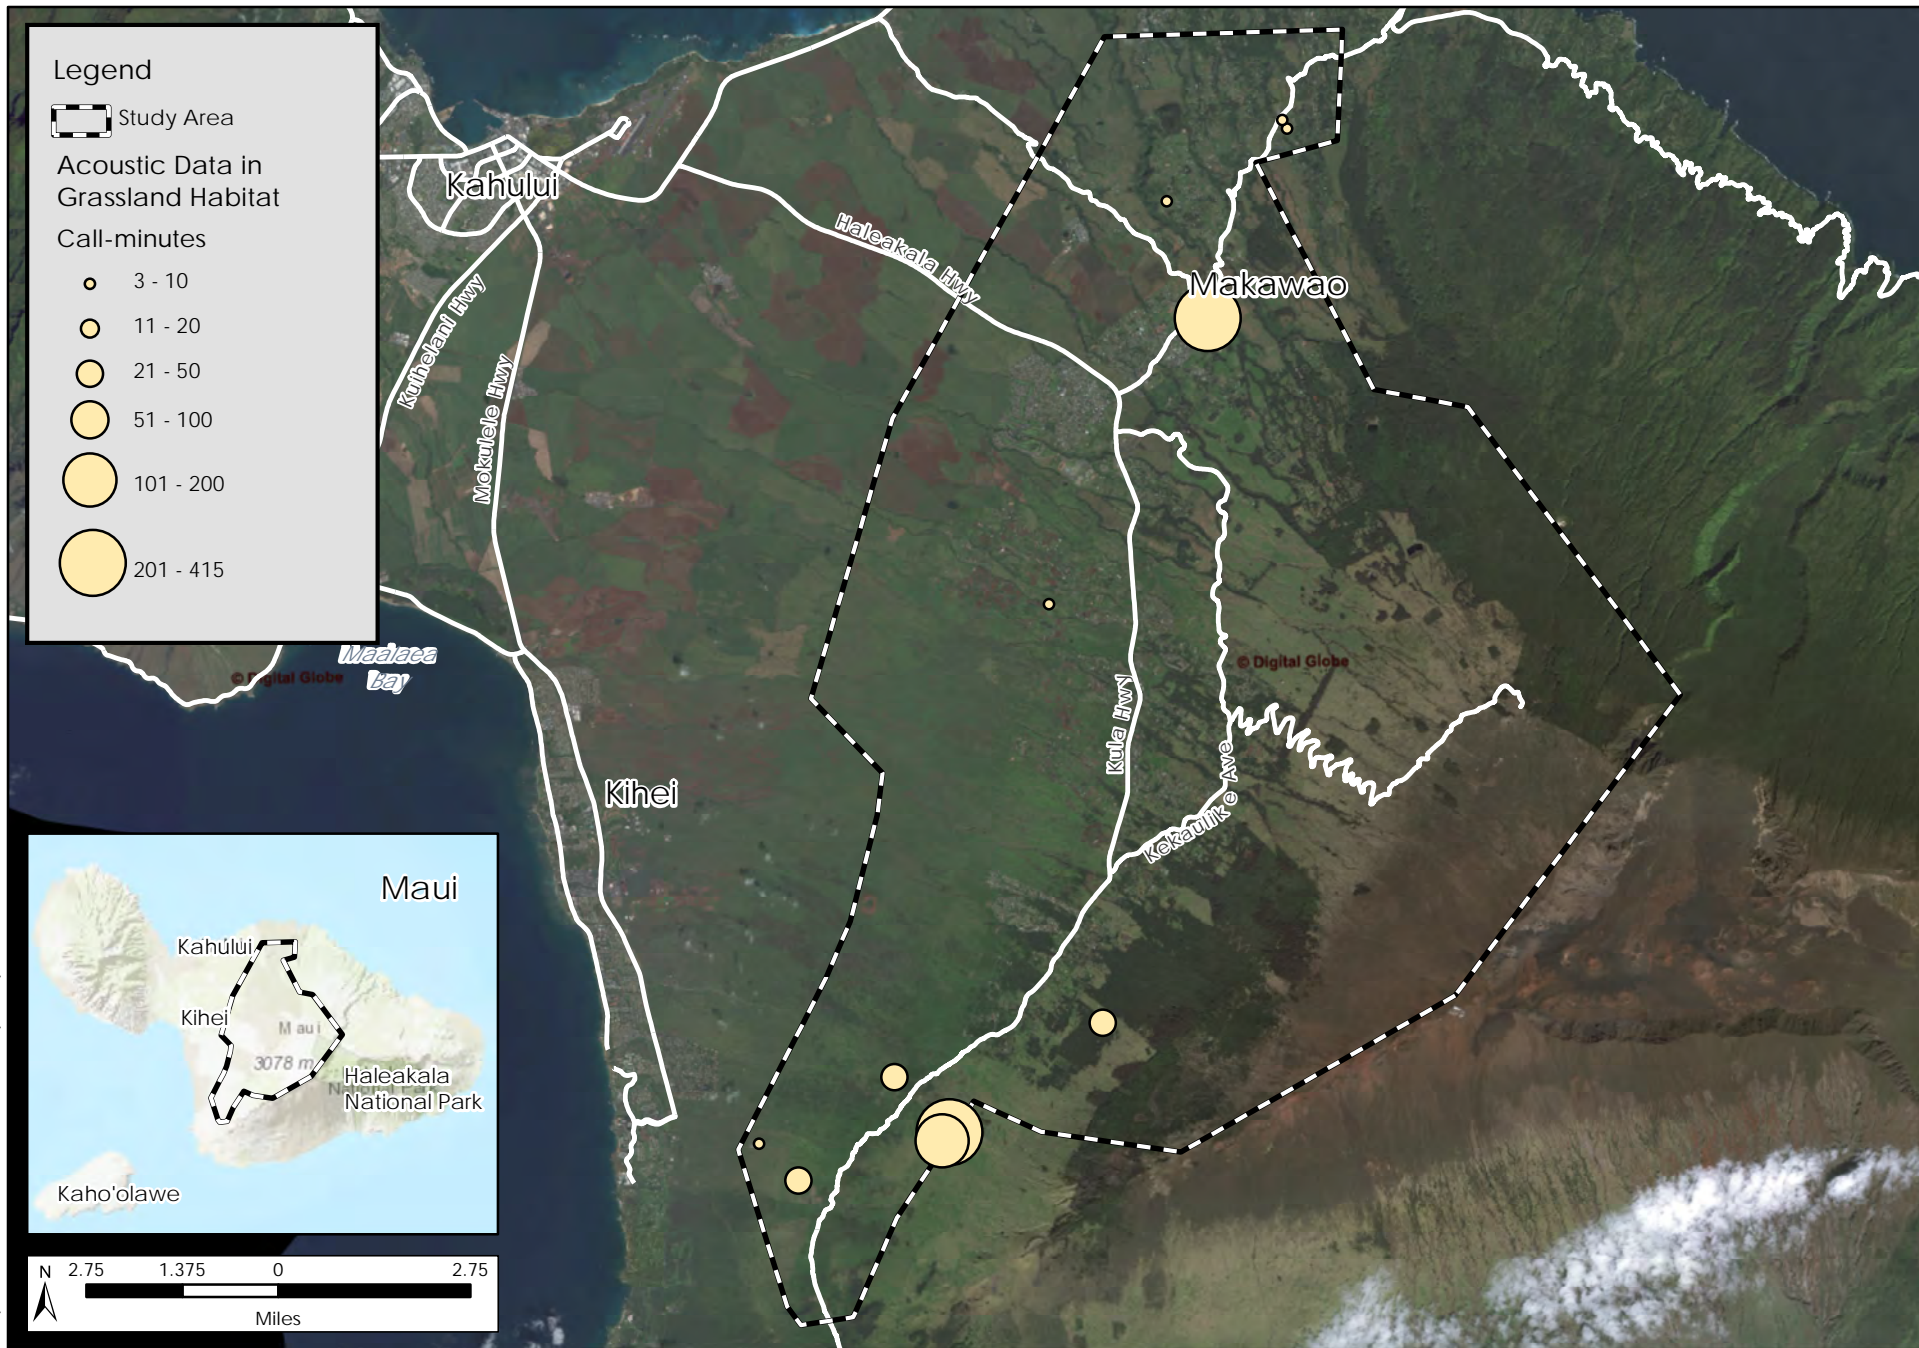 Legend
Study Area
Acoustic Data in
Grassland Habitat
Call-minutes
3 - 10
11 - 20
21 - 50
51 - 100
101 - 200
201 - 415
Kahului
Haleakala Hwy
Makawao
Kuihelani Hwy
Mokulele Hwy
Maalaea
Bay
© Digital Globe
© Digital Globe
Kula Hwy
Kekaulike Ave
Kihei
Maui
Kahului
Kihei
Maui
3078 m
Haleakala
National Park
National Park
Kaho'olawe
N
2.75 1.375 0 2.75
Miles